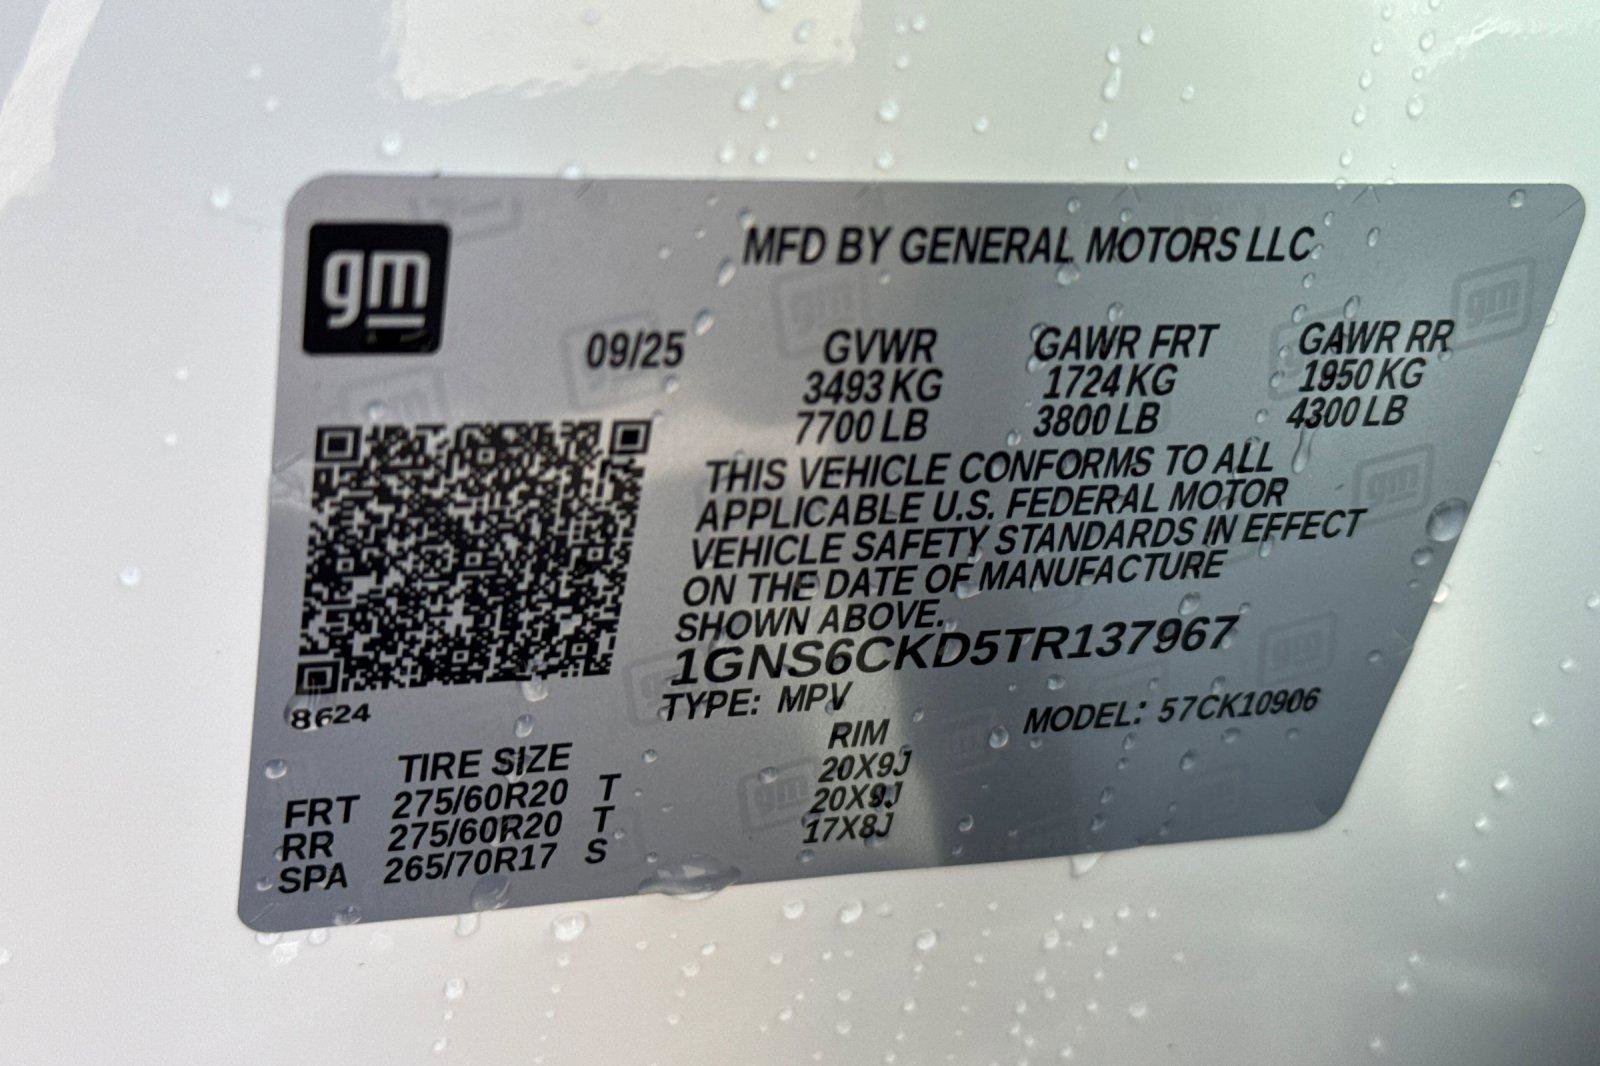 gm
MFD BY GENERAL MOTORS LLC
09/25 GVWR GAWR FRT GAWR RR
3493 KG 1724 KG 1950 KG
7700 LB 3800 LB 4300 LB
THIS VEHICLE CONFORMS TO ALL
APPLICABLE U.S. FEDERAL MOTOR
VEHICLE SAFETY STANDARDS IN EFFECT
ON THE DATE OF MANUFACTURE
SHOWN ABOVE.
1GNS6CKD5TR137967
TYPE: MPV MODEL: 57CK10906
8624
TIRE SIZE RIM
FRT 275/60R20 T 20X9J
RR 275/60R20 T 20X9J
SPA 265/70R17 S 17X8J